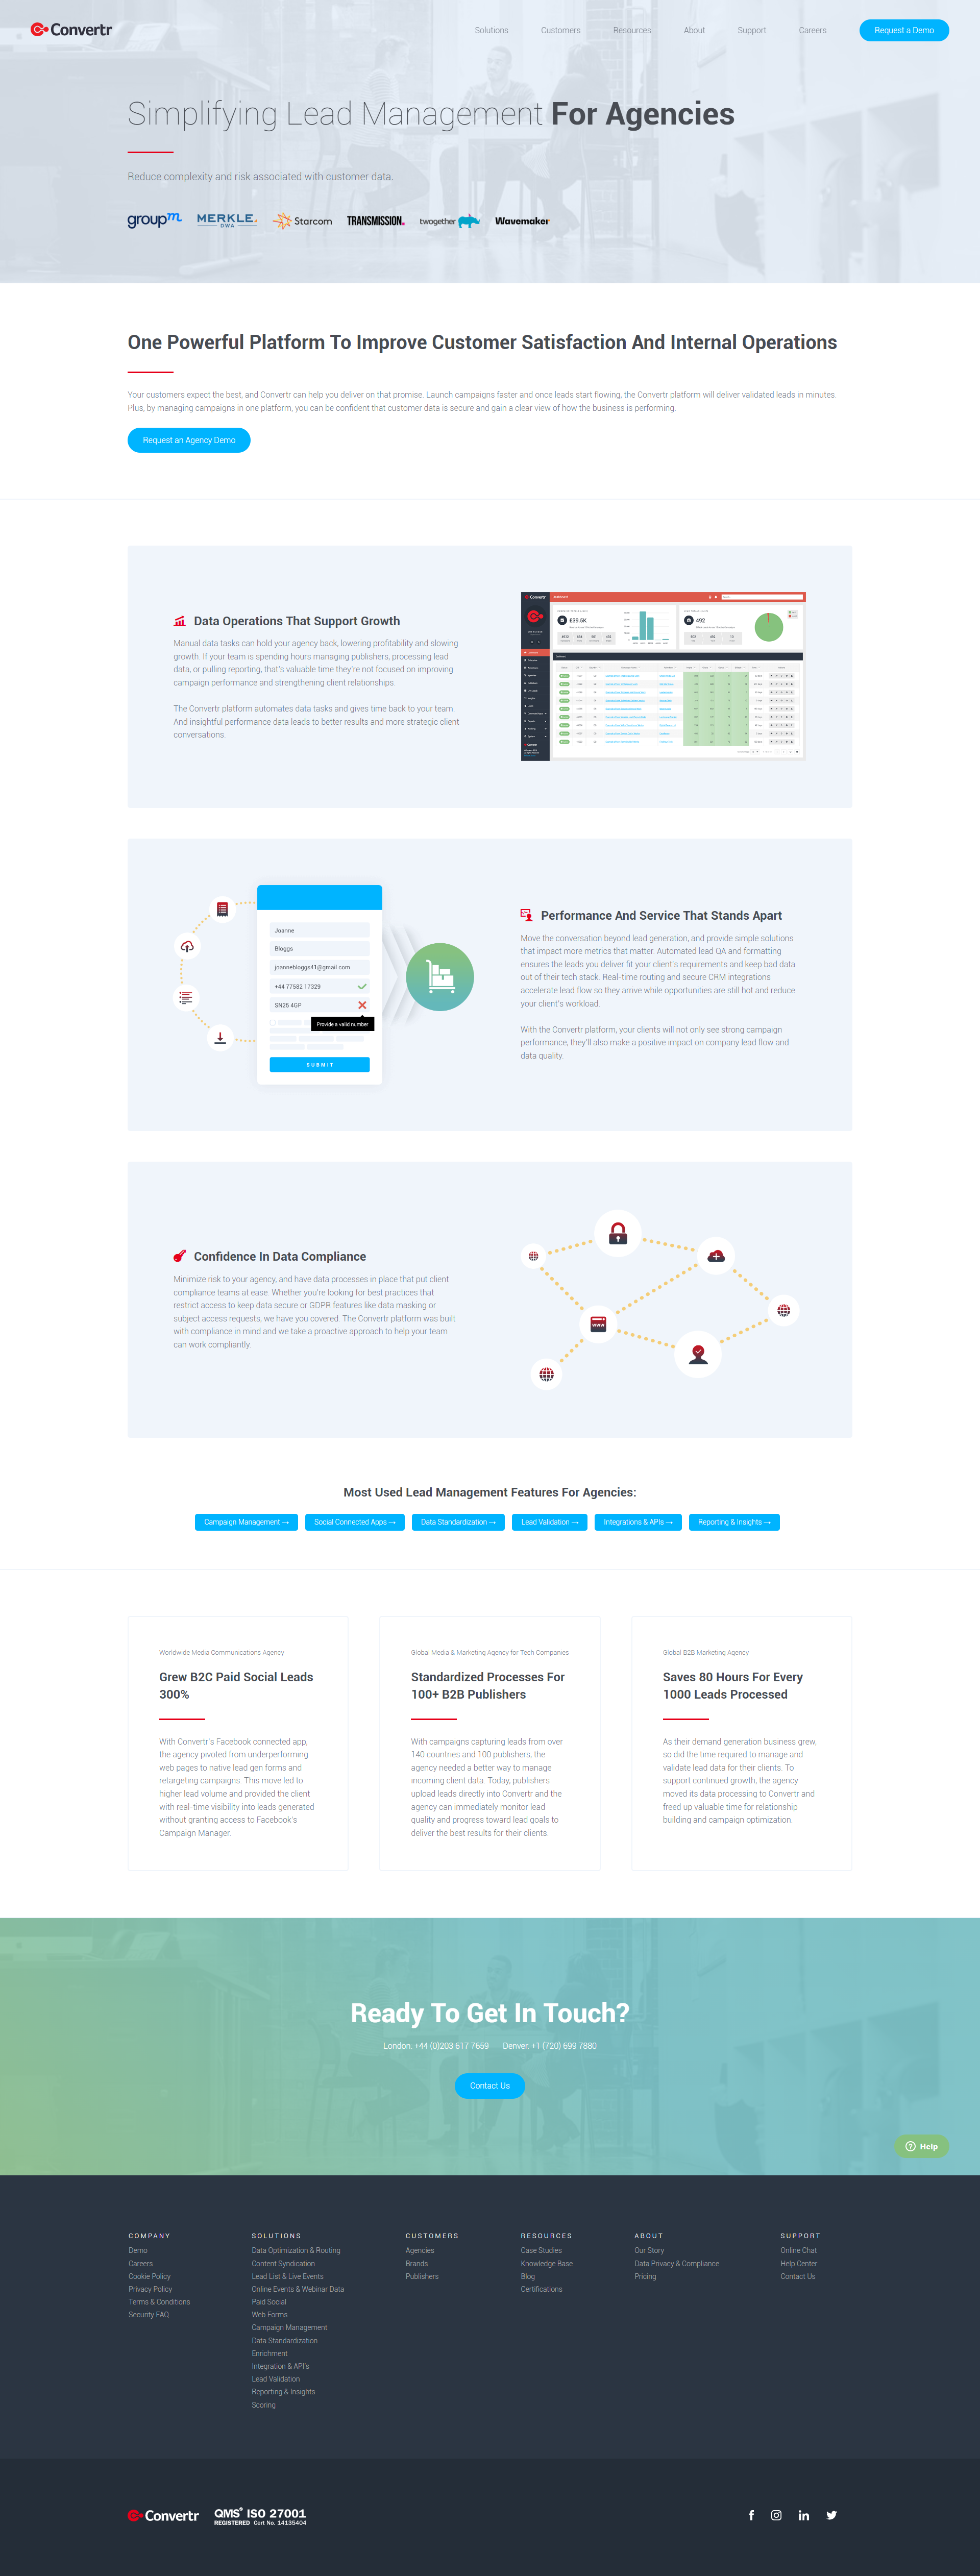 Convertr
Solutions
Customers
Resources
About
Support
Careers
Request a Demo
Simplifying Lead Management For Agencies
Reduce complexity and risk associated with customer data.
groupm
MERKLE
DWA
Starcom
TRANSMISSION.
twogether
Wavemaker
One Powerful Platform To Improve Customer Satisfaction And Internal Operations
Your customers expect the best, and Convertr can help you deliver on that promise. Launch campaigns faster and once leads start flowing, the Convertr platform will deliver validated leads in minutes.
Plus, by managing campaigns in one platform, you can be confident that customer data is secure and gain a clear view of how the business is performing.
Request an Agency Demo
Data Operations That Support Growth
Manual data tasks can hold your agency back, lowering profitability and slowing
growth. If your team is spending hours managing publishers, processing lead
data, or pulling reporting, that's valuable time they're not focused on improving
campaign performance and strengthening client relationships.
The Convertr platform automates data tasks and gives time back to your team.
And insightful performance data leads to better results and more strategic client
conversations.
Convertr
£39.5K
492
Joanne
Bloggs
joannebloggs41@gmail.com
+44 77582 17329
SN25 4GP
Provide a valid number
SUBMIT
Performance And Service That Stands Apart
Move the conversation beyond lead generation, and provide simple solutions
that impact more metrics that matter. Automated lead QA and formatting
ensures the leads you deliver fit your client's requirements and keep bad data
out of their tech stack. Real-time routing and secure CRM integrations
accelerate lead flow so they arrive while opportunities are still hot and reduce
your client's workload.
With the Convertr platform, your clients will not only see strong campaign
performance, they'll also make a positive impact on company lead flow and
data quality.
Confidence In Data Compliance
Minimize risk to your agency, and have data processes in place that put client
compliance teams at ease. Whether you're looking for best practices that
restrict access to keep data secure or GDPR features like data masking or
subject access requests, we have you covered. The Convertr platform was built
with compliance in mind and we take a proactive approach to help your team
can work compliantly.
www
Most Used Lead Management Features For Agencies:
Campaign Management →
Social Connected Apps →
Data Standardization →
Lead Validation →
Integrations & APIs →
Reporting & Insights →
Worldwide Media Communications Agency
Grew B2C Paid Social Leads
300%
With Convertr's Facebook connected app,
the agency pivoted from underperforming
web pages to native lead gen forms and
retargeting campaigns. This move led to
higher lead volume and provided the client
with real-time visibility into leads generated
without granting access to Facebook's
Campaign Manager.
Global Media & Marketing Agency for Tech Companies
Standardized Processes For
100+ B2B Publishers
With campaigns capturing leads from over
140 countries and 100 publishers, the
agency needed a better way to manage
incoming client data. Today, publishers
upload leads directly into Convertr and the
agency can immediately monitor lead
quality and progress toward lead goals to
deliver the best results for their clients.
Global B2B Marketing Agency
Saves 80 Hours For Every
1000 Leads Processed
As their demand generation business grew,
so did the time required to manage and
validate lead data for their clients. To
support continued growth, the agency
moved its data processing to Convertr and
freed up valuable time for relationship
building and campaign optimization.
Ready To Get In Touch?
London: +44 (0)203 617 7659 Denver: +1 (720) 699 7880
Contact Us
Help
COMPANY
Demo
Careers
Cookie Policy
Privacy Policy
Terms & Conditions
Security FAQ
SOLUTIONS
Data Optimization & Routing
Content Syndication
Lead List & Live Events
Online Events & Webinar Data
Paid Social
Web Forms
Campaign Management
Data Standardization
Enrichment
Integration & API's
Lead Validation
Reporting & Insights
Scoring
CUSTOMERS
Agencies
Brands
Publishers
RESOURCES
Case Studies
Knowledge Base
Blog
Certifications
ABOUT
Our Story
Data Privacy & Compliance
Pricing
SUPPORT
Online Chat
Help Center
Contact Us
Convertr
QMS® ISO 27001
REGISTERED Cert No. 14135404